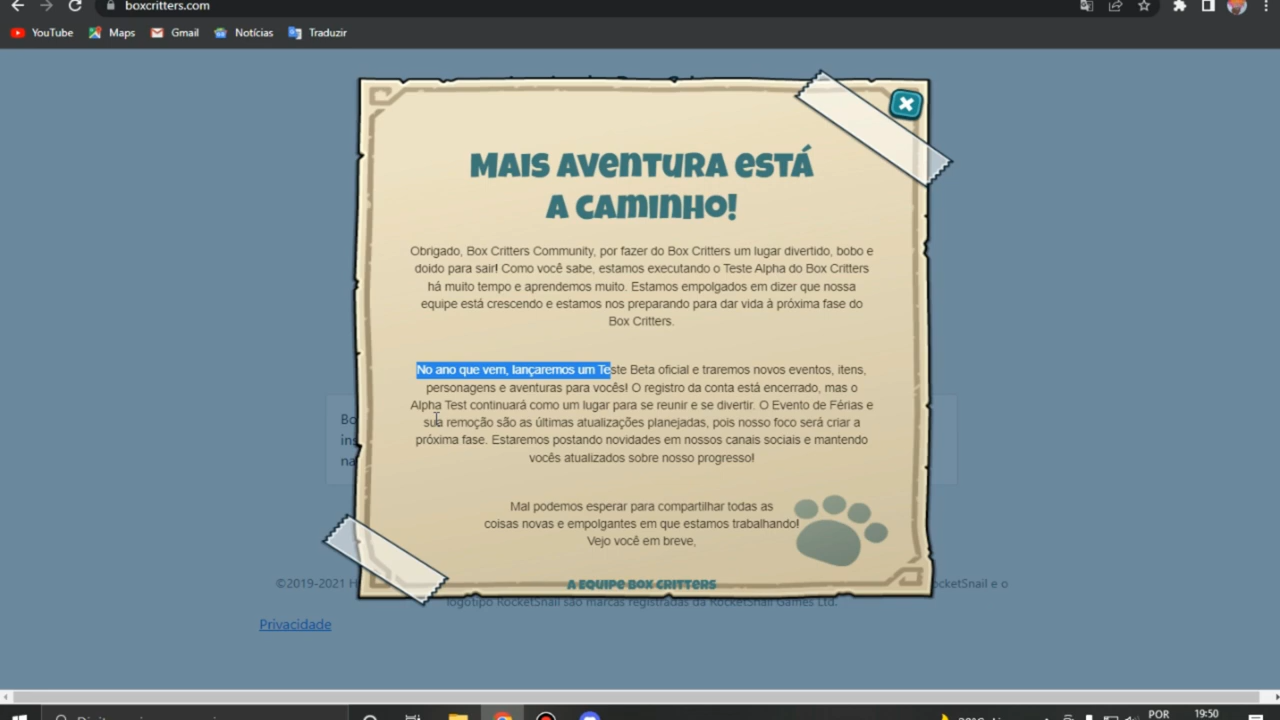 boxcritters.com
YouTube Maps Gmail Notícias Traduzir
Mais aventura está
a caminho!
Obrigado, Box Critters Community, por fazer do Box Critters um lugar divertido, bobo e
doido para sair! Como você sabe, estamos executando o Teste Alpha do Box Critters
há muito tempo e aprendemos muito. Estamos empolgados em dizer que nossa
equipe está crescendo e estamos nos preparando para dar vida à próxima fase do
Box Critters.
No ano que vem, lançaremos um Teste Beta oficial e traremos novos eventos, itens,
personagens e aventuras para vocês! O registro da conta está encerrado, mas o
Alpha Test continuará como um lugar para se reunir e se divertir. O Evento de Férias e
sua remoção são as últimas atualizações planejadas, pois nosso foco será criar a
próxima fase. Estaremos postando novidades em nossos canais sociais e mantendo
vocês atualizados sobre nosso progresso!
Mal podemos esperar para compartilhar todas as
coisas novas e empolgantes em que estamos trabalhando!
Vejo você em breve,
A Equipe Box Critters
©2019-2021 H
ocketSnail e o
logotipo RocketSnail são marcas registradas da RocketSnail Games Ltd.
Privacidade
POR 19:50